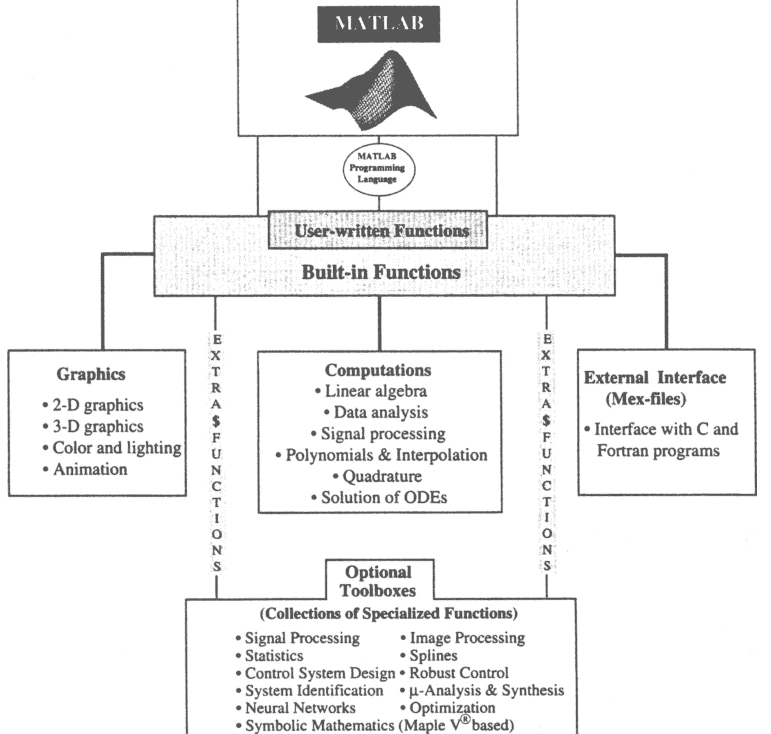 MATLAB
MATLAB
Programming
Language
User-written Functions
Built-in Functions
EXTRA$FUNCTIONS
EXTRA$FUNCTIONS
Graphics
• 2-D graphics
• 3-D graphics
• Color and lighting
• Animation
Computations
• Linear algebra
• Data analysis
• Signal processing
• Polynomials & Interpolation
• Quadrature
• Solution of ODEs
External Interface
(Mex-files)
• Interface with C and
Fortran programs
Optional
Toolboxes
(Collections of Specialized Functions)
• Signal Processing • Image Processing
• Statistics • Splines
• Control System Design • Robust Control
• System Identification • μ-Analysis & Synthesis
• Neural Networks • Optimization
• Symbolic Mathematics (Maple V® based)